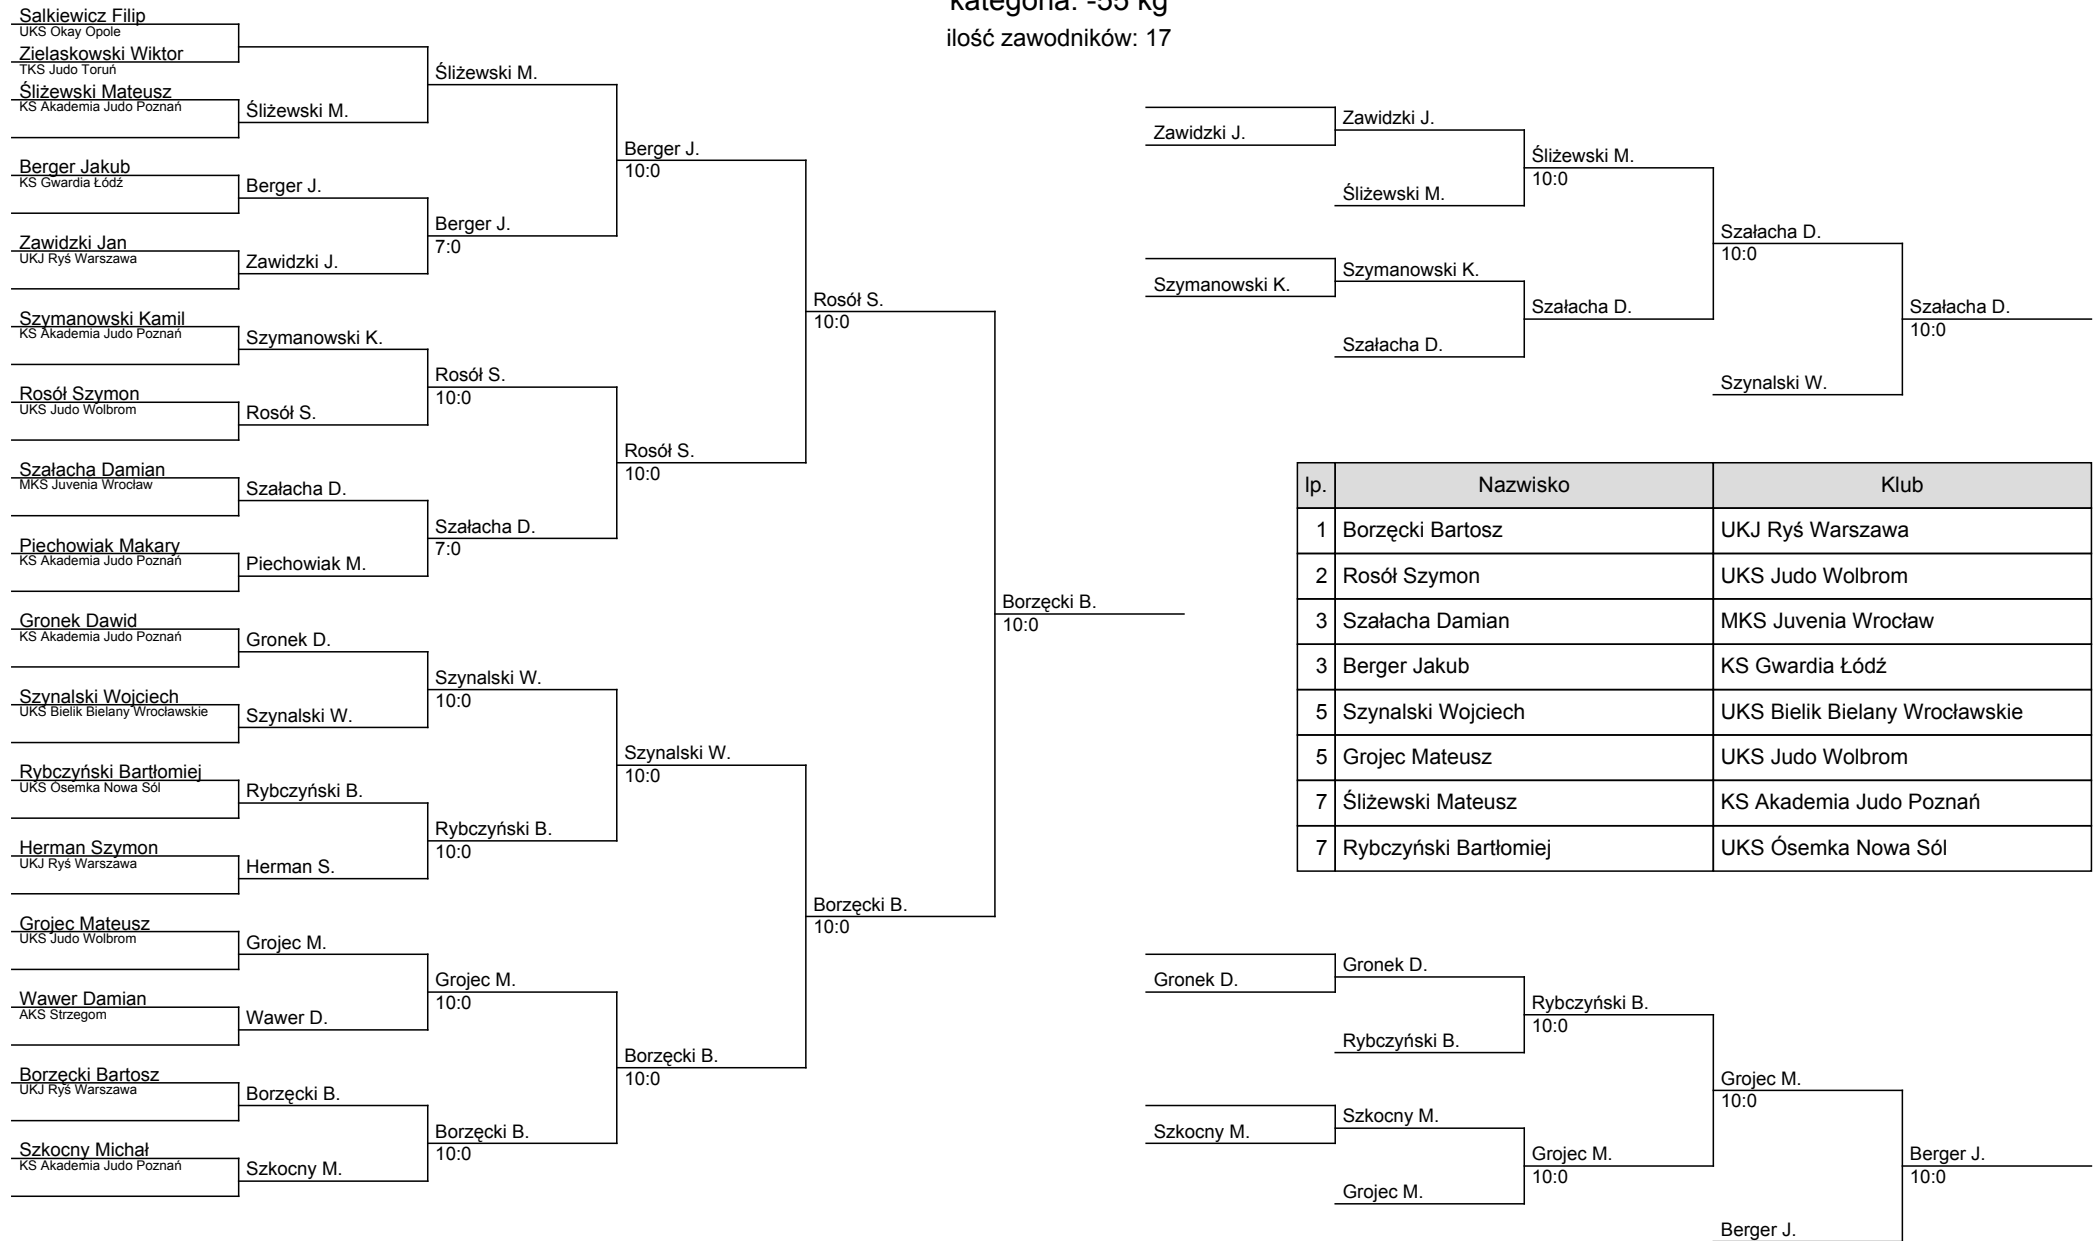 kategoria: -55 kg
ilość zawodników: 17
Salkiewicz Filip
UKS Okay Opole
Zielaskowski Wiktor
TKS Judo Toruń
Śliżewski Mateusz
KS Akademia Judo Poznań
Berger Jakub
KS Gwardia Łódź
Zawidzki Jan
UKJ Ryś Warszawa
Szymanowski Kamil
KS Akademia Judo Poznań
Rosół Szymon
UKS Judo Wolbrom
Szałacha Damian
MKS Juvenia Wrocław
Piechowiak Makary
KS Akademia Judo Poznań
Gronek Dawid
KS Akademia Judo Poznań
Szynalski Wojciech
UKS Bielik Bielany Wrocławskie
Rybczyński Bartłomiej
UKS Ósemka Nowa Sól
Herman Szymon
UKJ Ryś Warszawa
Grojec Mateusz
UKS Judo Wolbrom
Wawer Damian
AKS Strzegom
Borzęcki Bartosz
UKJ Ryś Warszawa
Szkocny Michał
KS Akademia Judo Poznań
Śliżewski M.
Berger J.
Zawidzki J.
Szymanowski K.
Rosół S.
Szałacha D.
Piechowiak M.
Gronek D.
Szynalski W.
Rybczyński B.
Herman S.
Grojec M.
Wawer D.
Borzęcki B.
Szkocny M.
Śliżewski M.
Berger J.
7:0
Rosół S.
10:0
Szałacha D.
7:0
Szynalski W.
10:0
Rybczyński B.
10:0
Grojec M.
10:0
Borzęcki B.
10:0
Berger J.
10:0
Rosół S.
10:0
Szynalski W.
10:0
Borzęcki B.
10:0
Rosół S.
10:0
Borzęcki B.
10:0
Borzęcki B.
10:0
Zawidzki J.
Szymanowski K.
Zawidzki J.
Śliżewski M.
Szymanowski K.
Szałacha D.
Śliżewski M.
10:0
Szałacha D.
Szałacha D.
10:0
Szynalski W.
Szałacha D.
10:0
lp. Nazwisko Klub
1 Borzęcki Bartosz UKJ Ryś Warszawa
2 Rosół Szymon UKS Judo Wolbrom
3 Szałacha Damian MKS Juvenia Wrocław
3 Berger Jakub KS Gwardia Łódź
5 Szynalski Wojciech UKS Bielik Bielany Wrocławskie
5 Grojec Mateusz UKS Judo Wolbrom
7 Śliżewski Mateusz KS Akademia Judo Poznań
7 Rybczyński Bartłomiej UKS Ósemka Nowa Sól
Gronek D.
Szkocny M.
Gronek D.
Rybczyński B.
Szkocny M.
Grojec M.
Rybczyński B.
10:0
Grojec M.
10:0
Grojec M.
10:0
Berger J.
Berger J.
10:0